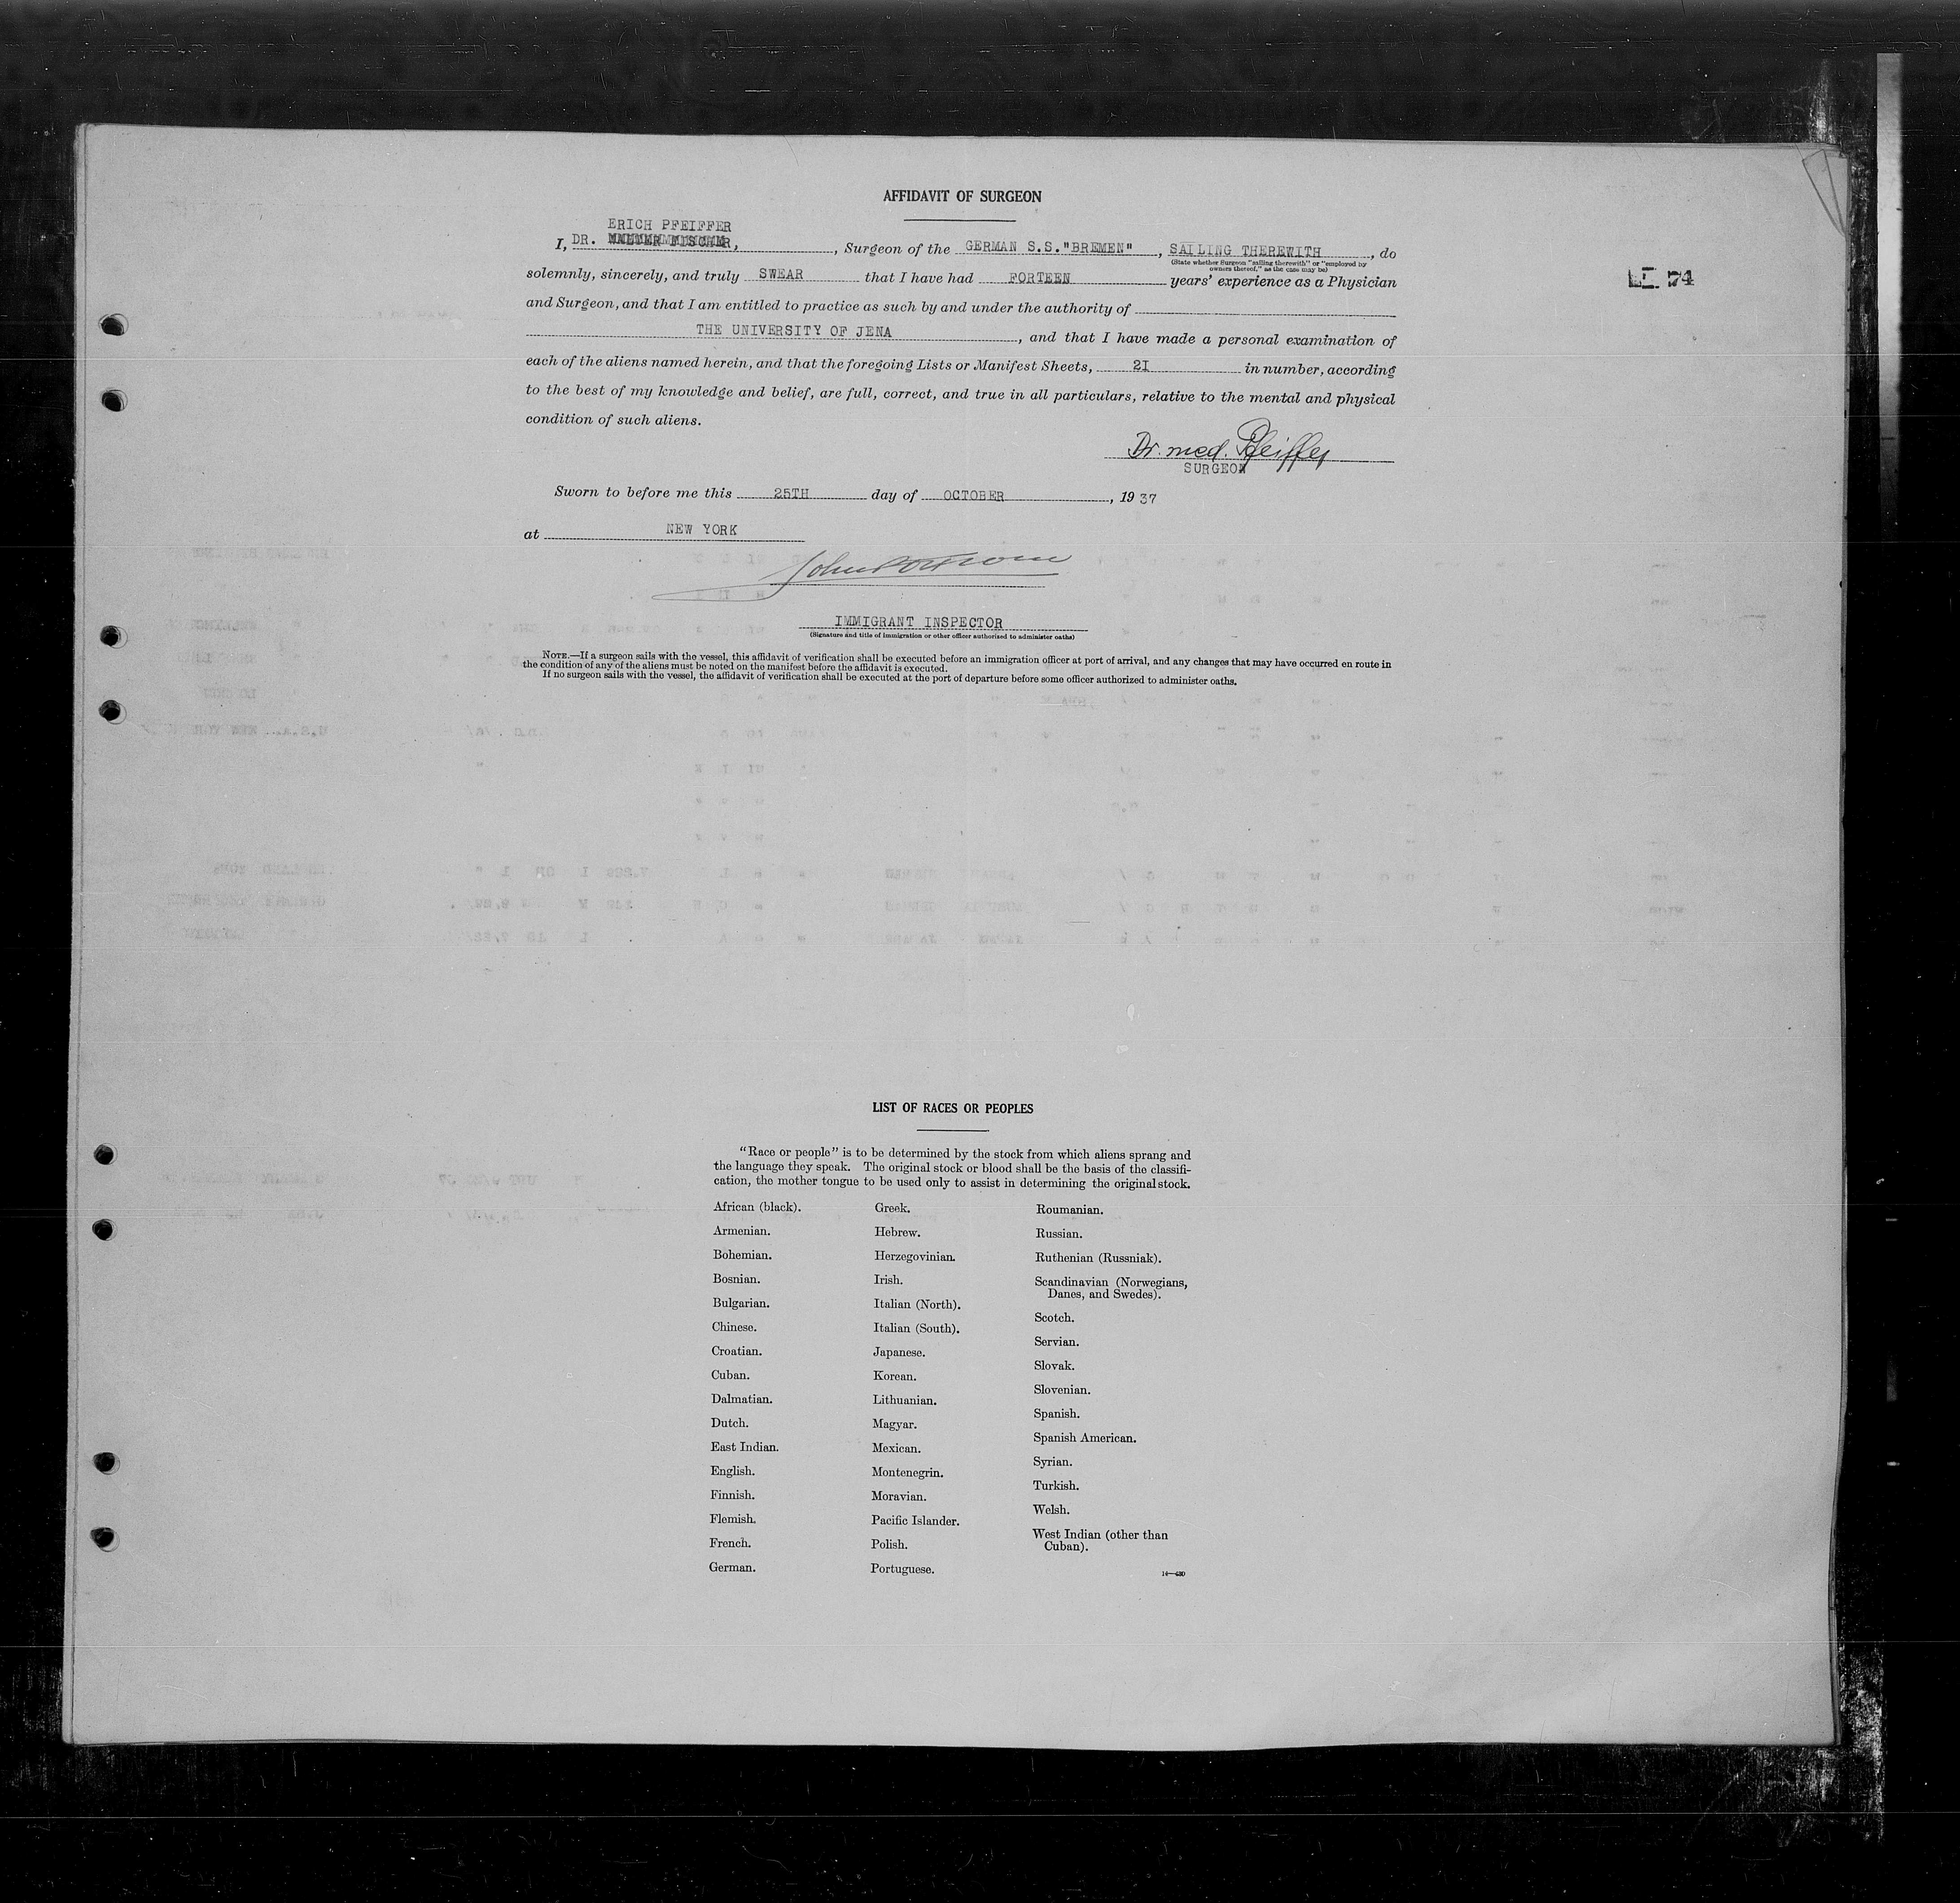 AFFIDAVIT OF SURGEON
ERICH PFEIFFER
I, DR. WALTER FISCHER, , Surgeon of the GERMAN S.S."BREMEN" , SAILING THEREWITH , do
(State whether Surgeon "sailing therewith" or "employed by
owners thereof," as the case may be)
solemnly, sincerely, and truly SWEAR that I have had FORTEEN years' experience as a Physician
and Surgeon, and that I am entitled to practice as such by and under the authority of
THE UNIVERSITY OF JENA , and that I have made a personal examination of
each of the aliens named herein, and that the foregoing Lists or Manifest Sheets, 2I in number, according
to the best of my knowledge and belief, are full, correct, and true in all particulars, relative to the mental and physical
condition of such aliens.
Dr. med. Pfeiffer
SURGEON
Sworn to before me this 25TH day of OCTOBER , 1937
at NEW YORK
IMMIGRANT INSPECTOR
(Signature and title of immigration or other officer authorized to administer oaths)
NOTE.—If a surgeon sails with the vessel, this affidavit of verification shall be executed before an immigration officer at port of arrival, and any changes that may have occurred en route in
the condition of any of the aliens must be noted on the manifest before the affidavit is executed.
If no surgeon sails with the vessel, the affidavit of verification shall be executed at the port of departure before some officer authorized to administer oaths.
74
LIST OF RACES OR PEOPLES
"Race or people" is to be determined by the stock from which aliens sprang and
the language they speak. The original stock or blood shall be the basis of the classifi-
cation, the mother tongue to be used only to assist in determining the original stock.
African (black).
Armenian.
Bohemian.
Bosnian.
Bulgarian.
Chinese.
Croatian.
Cuban.
Dalmatian.
Dutch.
East Indian.
English.
Finnish.
Flemish.
French.
German.
Greek.
Hebrew.
Herzegovinian.
Irish.
Italian (North).
Italian (South).
Japanese.
Korean.
Lithuanian.
Magyar.
Mexican.
Montenegrin.
Moravian.
Pacific Islander.
Polish.
Portuguese.
Roumanian.
Russian.
Ruthenian (Russniak).
Scandinavian (Norwegians,
Danes, and Swedes).
Scotch.
Servian.
Slovak.
Slovenian.
Spanish.
Spanish American.
Syrian.
Turkish.
Welsh.
West Indian (other than
Cuban).